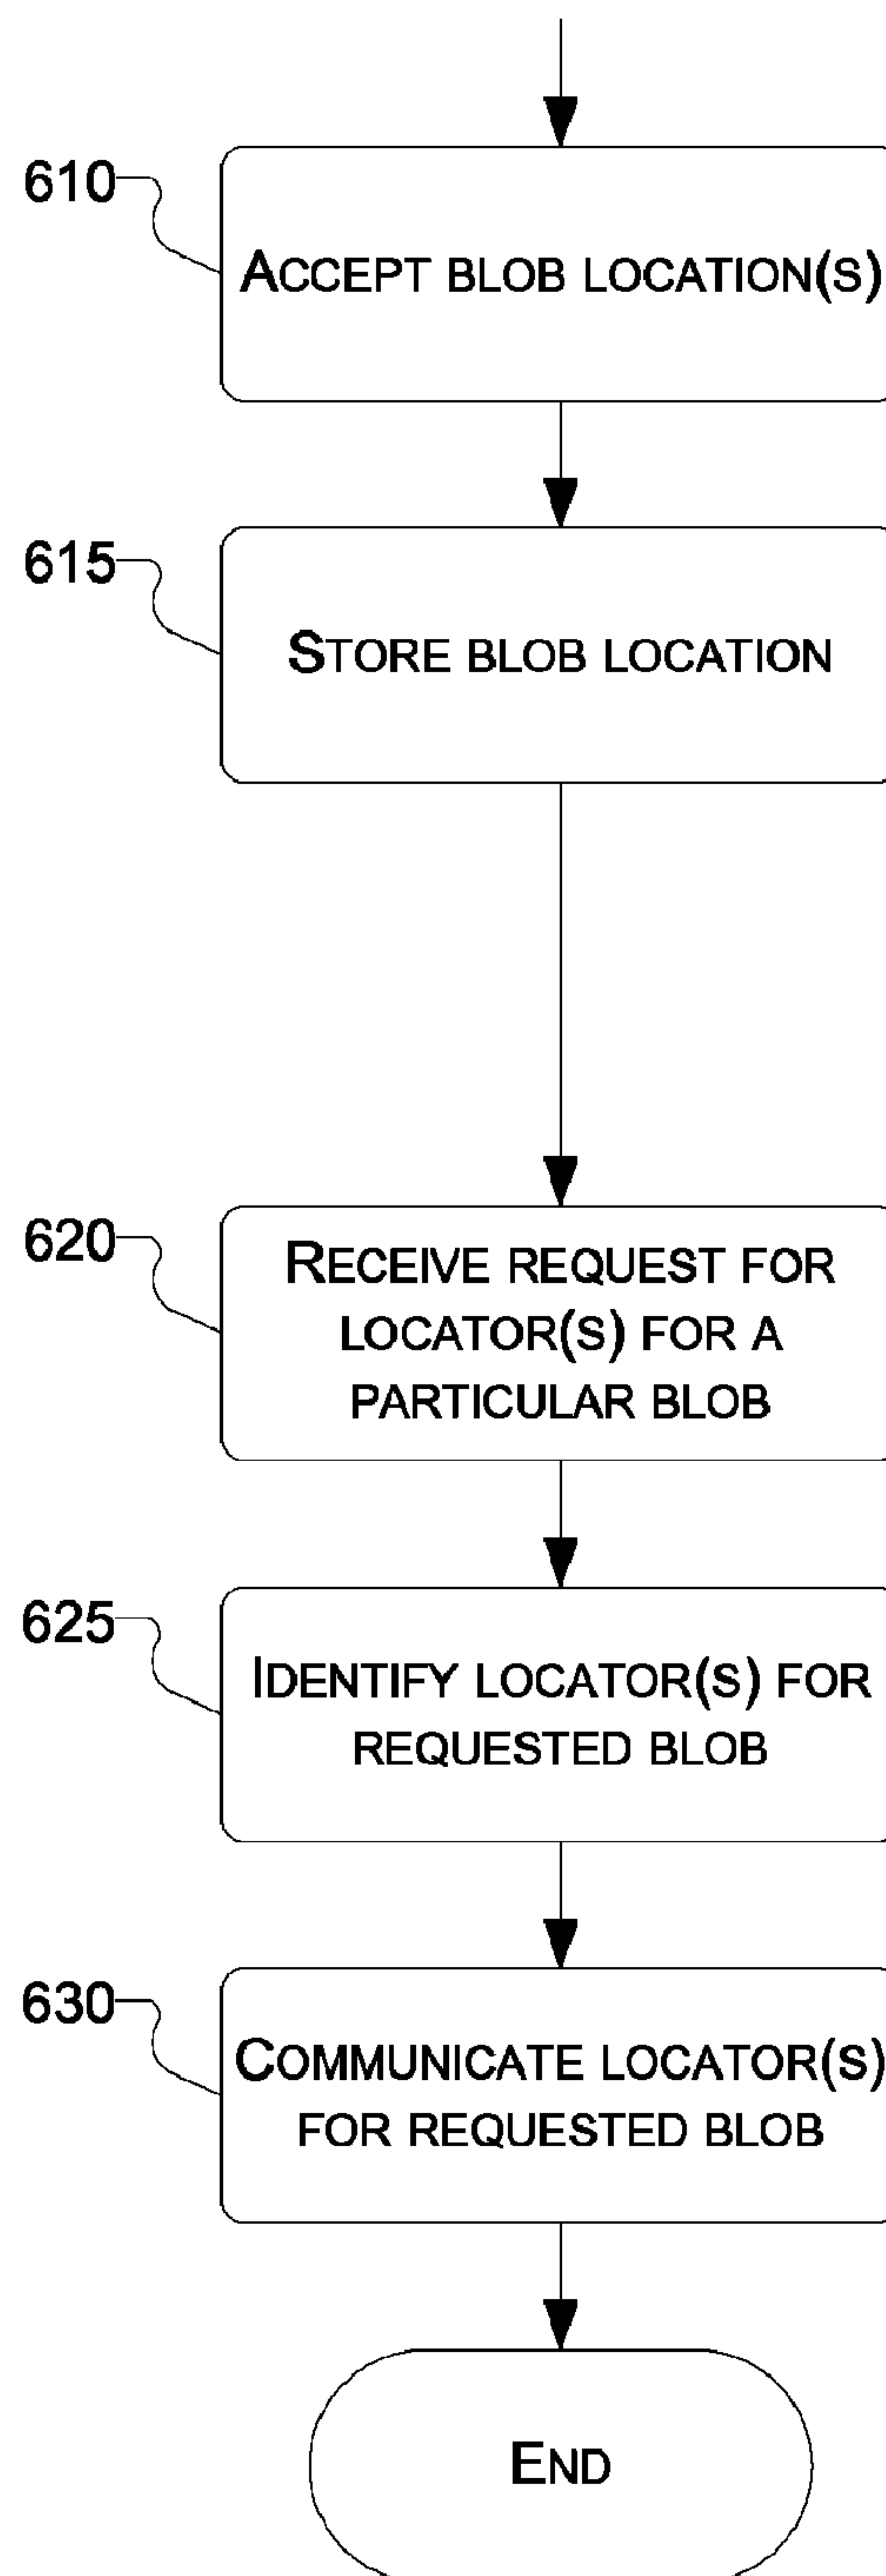 610
ACCEPT BLOB LOCATION(S)
615
STORE BLOB LOCATION
620
RECEIVE REQUEST FOR
LOCATOR(S) FOR A
PARTICULAR BLOB
625
IDENTIFY LOCATOR(S) FOR
REQUESTED BLOB
630
COMMUNICATE LOCATOR(S)
FOR REQUESTED BLOB
END